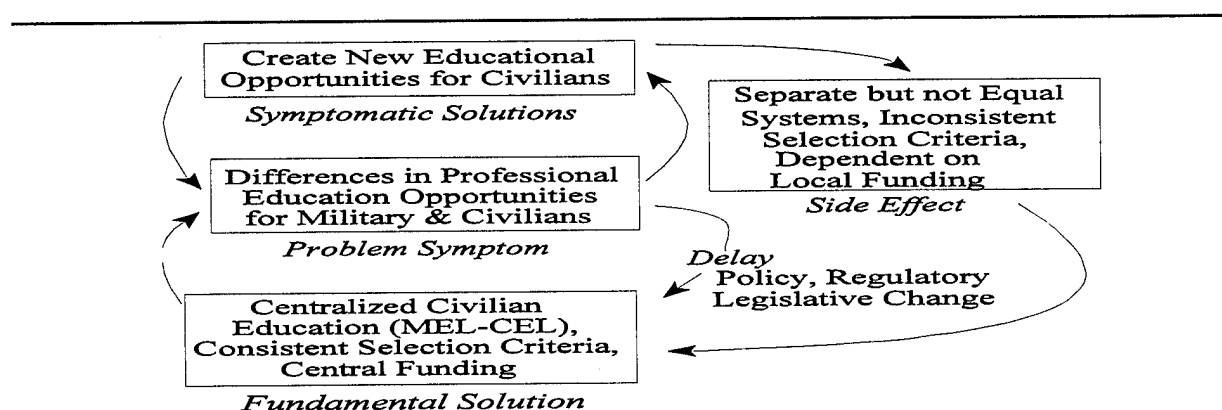 Create New Educational
Opportunities for Civilians
Symptomatic Solutions
Separate but not Equal
Systems, Inconsistent
Selection Criteria,
Dependent on
Local Funding
Side Effect
Differences in Professional
Education Opportunities
for Military & Civilians
Problem Symptom
Delay
Policy, Regulatory
Legislative Change
Centralized Civilian
Education (MEL-CEL),
Consistent Selection Criteria,
Central Funding
Fundamental Solution